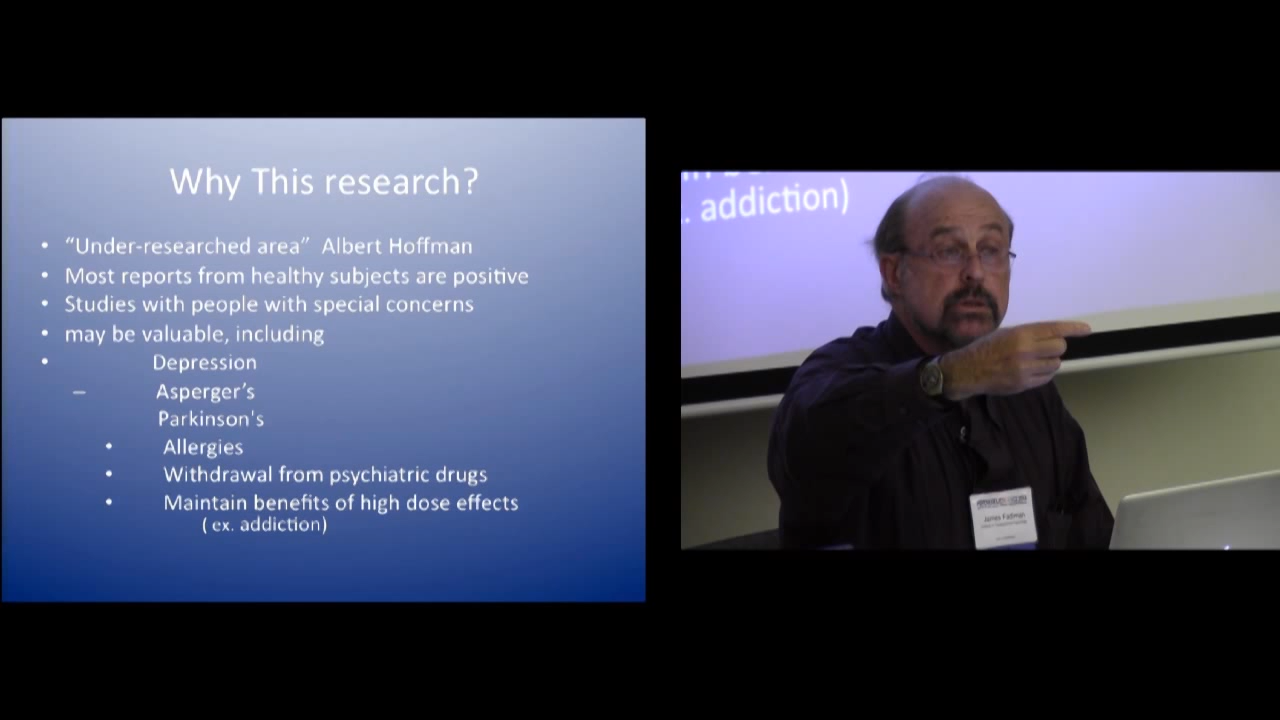 Why This research?
• “Under-researched area”  Albert Hoffman
• Most reports from healthy subjects are positive
• Studies with people with special concerns
• may be valuable, including
• Depression
– Asperger’s
Parkinson's
• Allergies
• Withdrawal from psychiatric drugs
• Maintain benefits of high dose effects
( ex. addiction)
. addiction)
James Fadiman